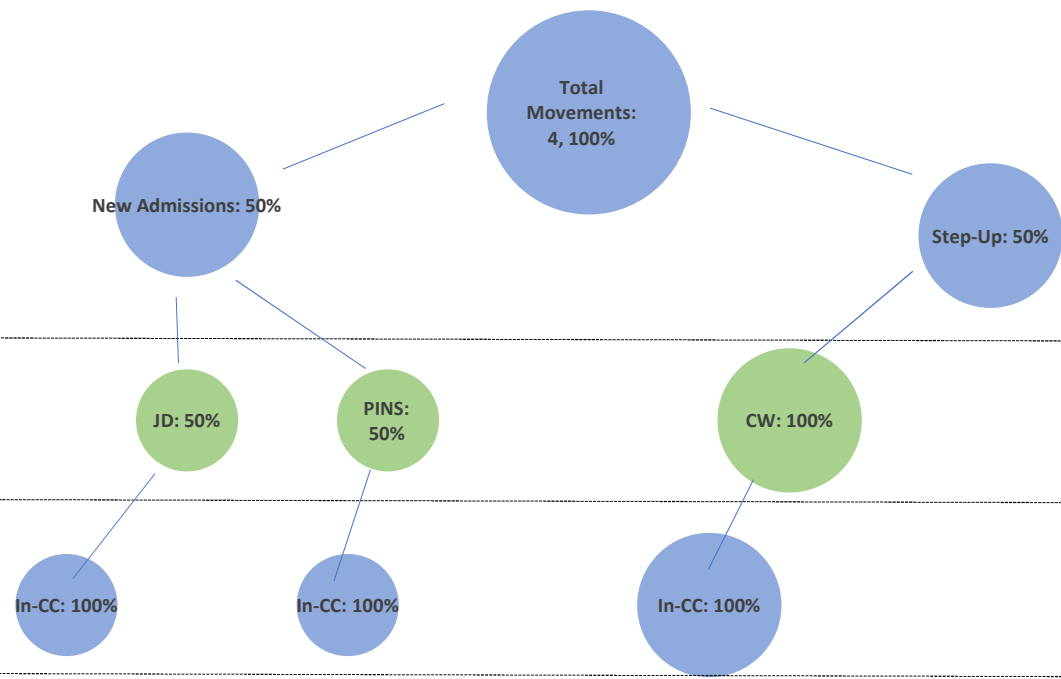 Total
Movements:
4, 100%
New Admissions: 50%
Step-Up: 50%
JD: 50%
PINS:
50%
CW: 100%
In-CC: 100%
In-CC: 100%
In-CC: 100%